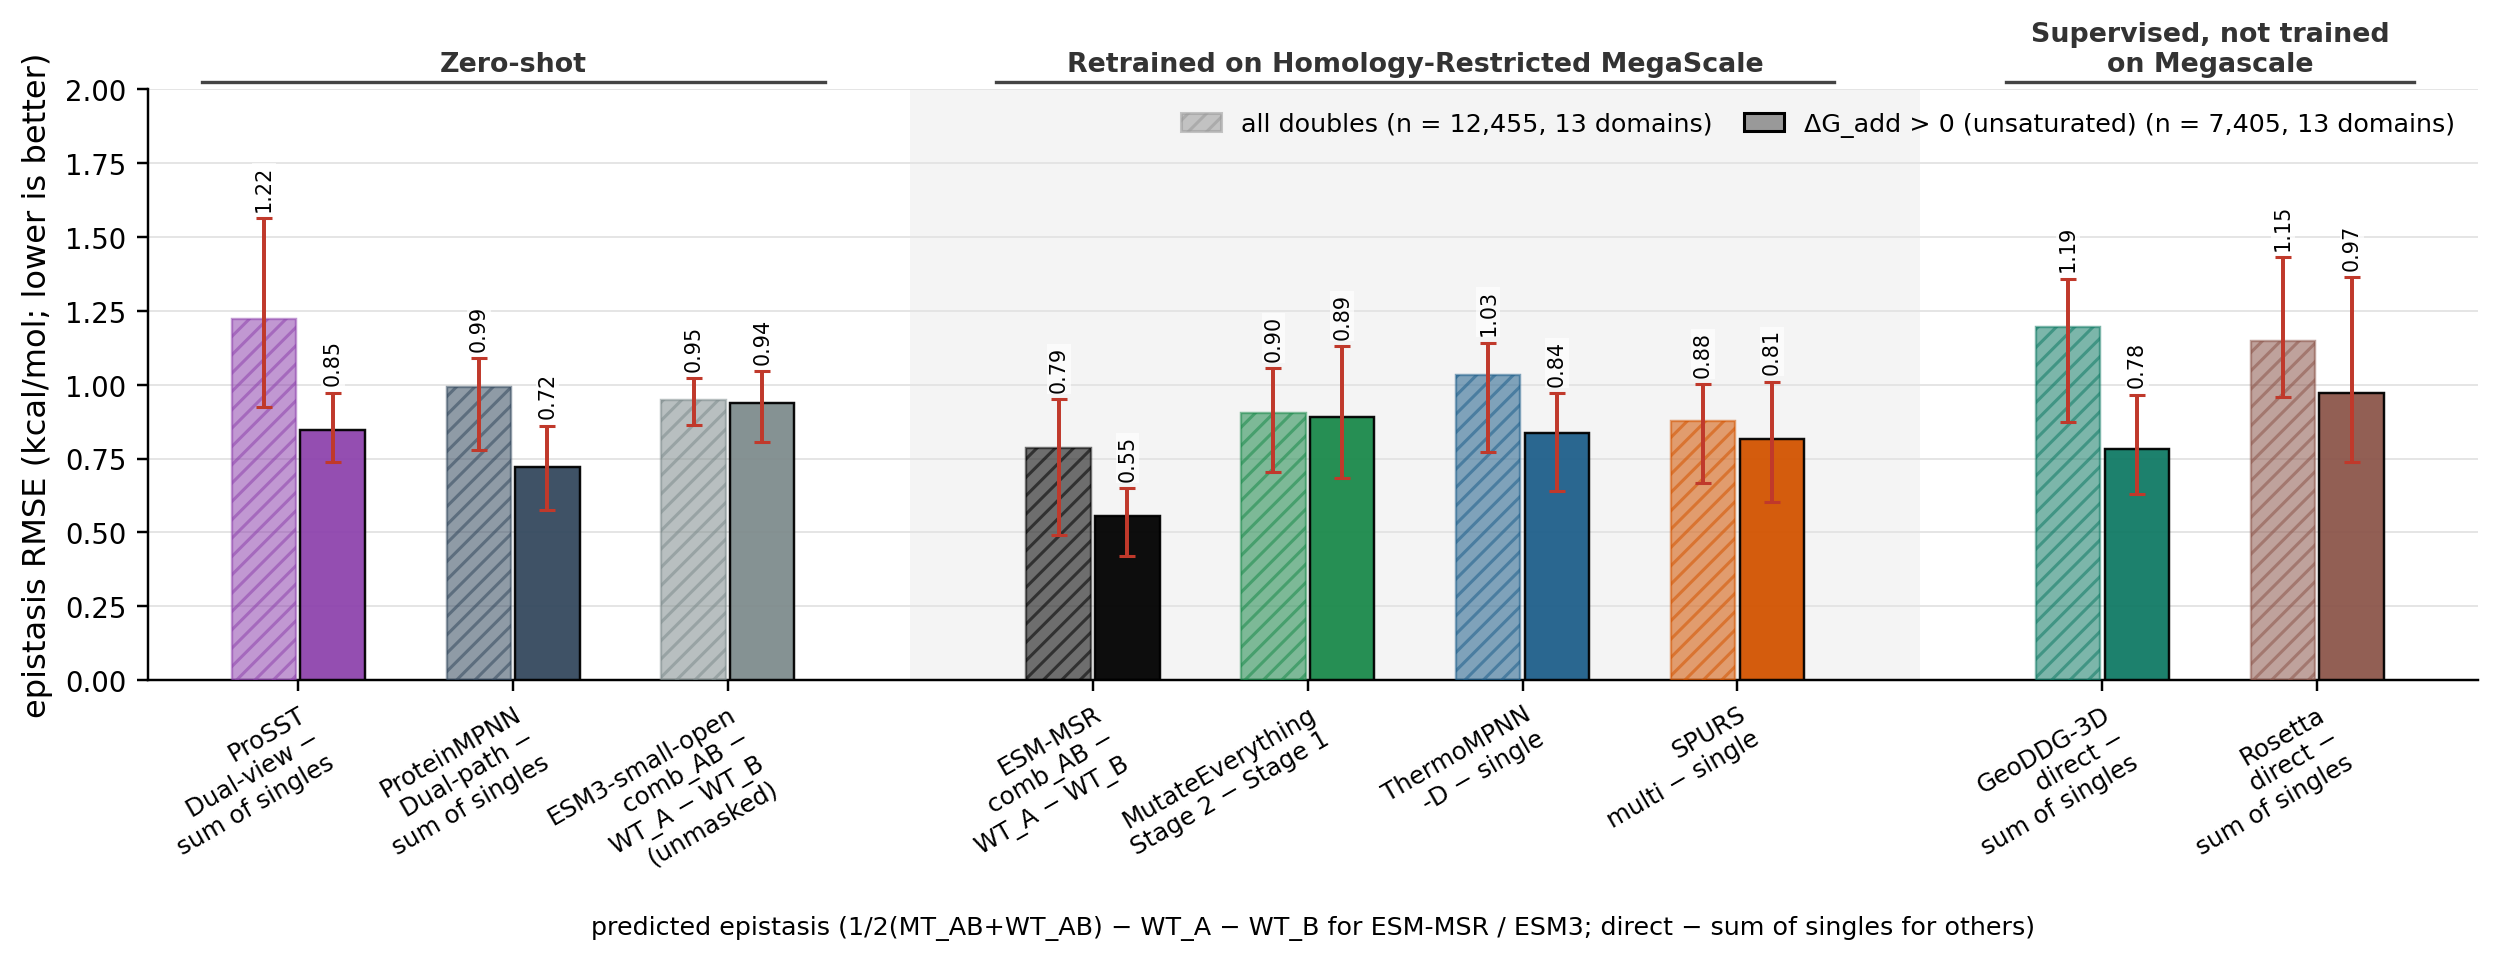 Zero-shot
Retrained on Homology-Restricted MegaScale
Supervised, not trained
on Megascale
epistasis RMSE (kcal/mol; lower is better)
2.00
1.75
1.50
1.25
1.00
0.75
0.50
0.25
0.00
all doubles (n = 12,455, 13 domains)
ΔG_add > 0 (unsaturated) (n = 7,405, 13 domains)
1.22
0.85
0.99
0.72
0.95
0.94
0.79
0.55
0.90
0.89
1.03
0.84
0.88
0.81
1.19
0.78
1.15
0.97
ProSST
Dual-view −
sum of singles
ProteinMPNN
Dual-path −
sum of singles
ESM3-small-open
comb_AB −
WT_A − WT_B
(unmasked)
ESM-MSR
comb_AB −
WT_A − WT_B
MutateEverything
Stage 2 − Stage 1
ThermoMPNN
-D − single
SPURS
multi − single
GeoDDG-3D
direct −
sum of singles
Rosetta
direct −
sum of singles
predicted epistasis (1/2(MT_AB+WT_AB) − WT_A − WT_B for ESM-MSR / ESM3; direct − sum of singles for others)